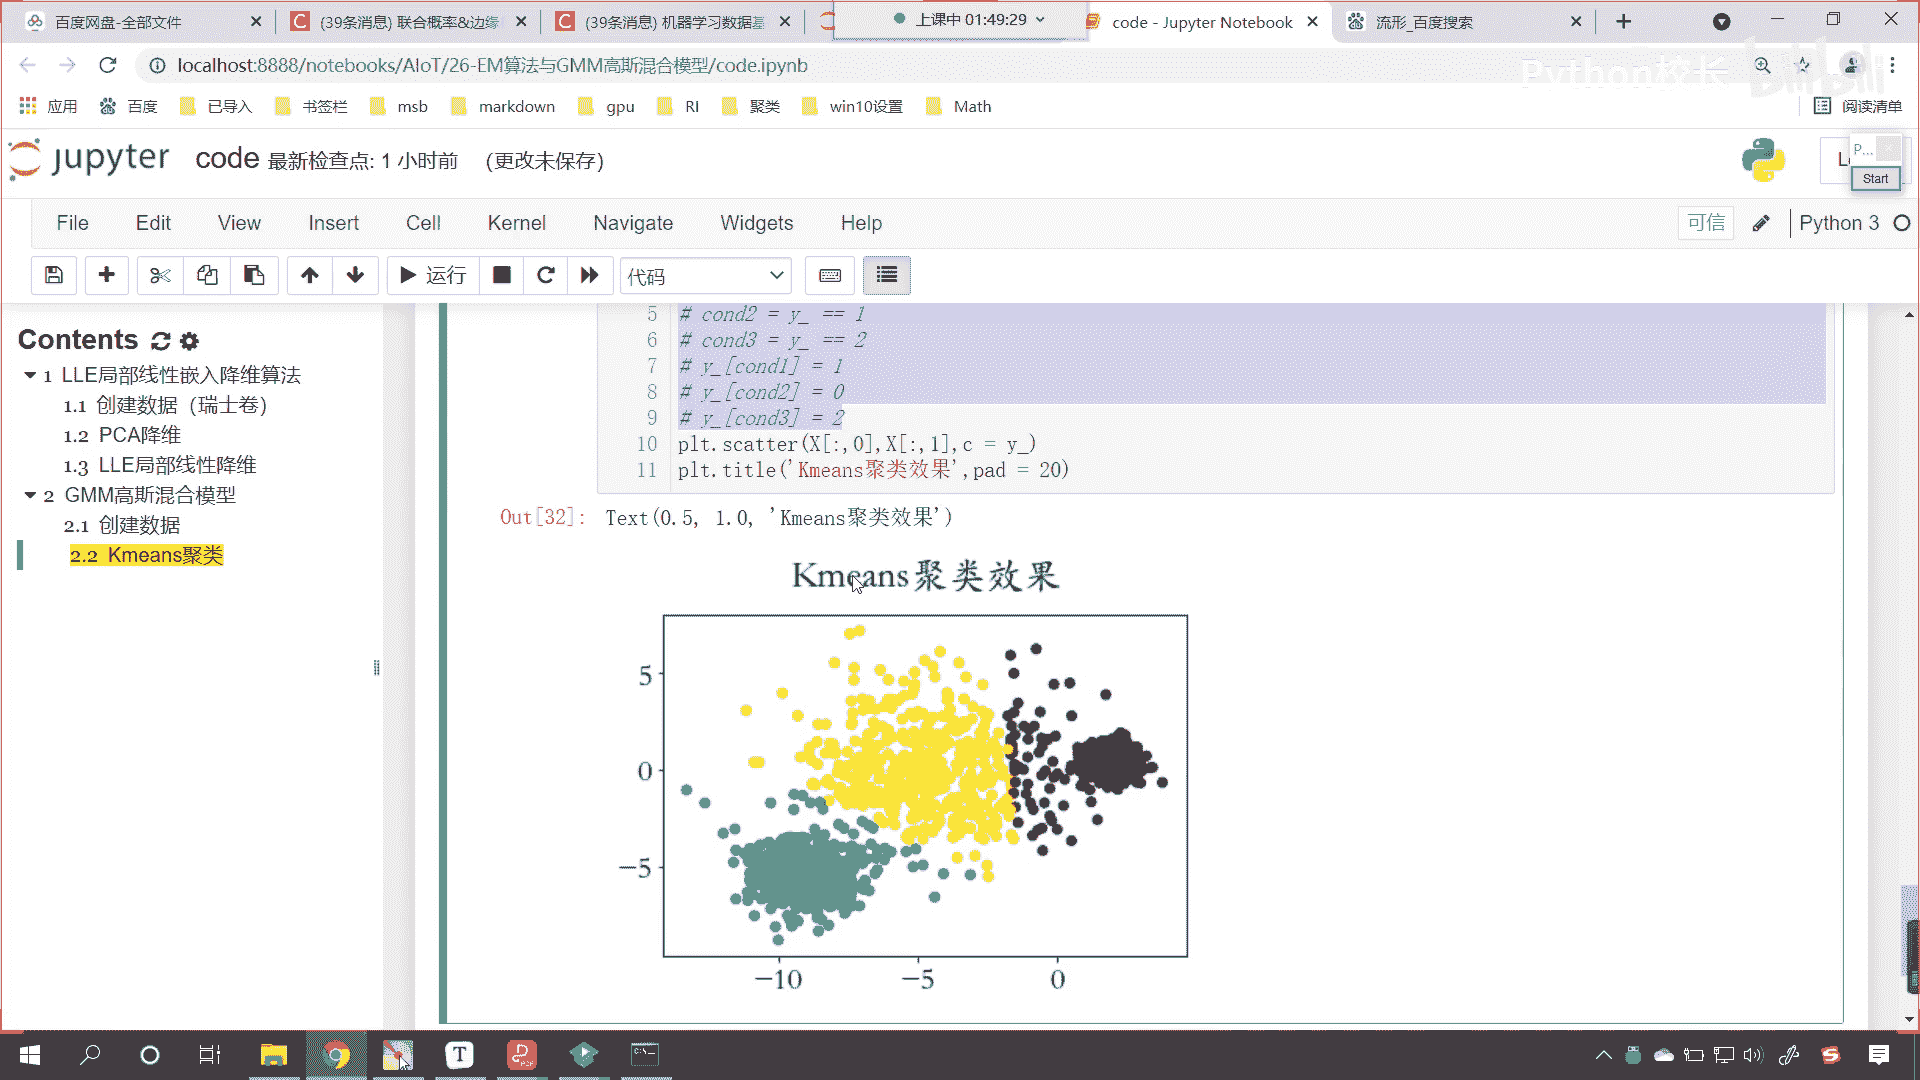 百度网盘-全部文件
(39条消息) 联合概率&边缘
(39条消息) 机器学习数据基
上课中 01:49:29
code - Jupyter Notebook
流形_百度搜索
localhost:8888/notebooks/AIoT/26-EM算法与GMM高斯混合模型/code.ipynb
Python校长
bilibili
应用
百度
已导入
书签栏
msb
markdown
gpu
RI
聚类
win10设置
Math
阅读清单
jupyter code 最新检查点: 1 小时前 (更改未保存)
P...
Start
File Edit View Insert Cell Kernel Navigate Widgets Help
可信
Python 3
运行
代码
Contents
1 LLE局部线性嵌入降维算法
1.1 创建数据（瑞士卷）
1.2 PCA降维
1.3 LLE局部线性降维
2 GMM高斯混合模型
2.1 创建数据
2.2 Kmeans聚类
5 # cond2 = y_ == 1
6 # cond3 = y_ == 2
7 # y_[cond1] = 1
8 # y_[cond2] = 0
9 # y_[cond3] = 2
10 plt.scatter(X[:,0],X[:,1],c = y_)
11 plt.title('Kmeans聚类效果',pad = 20)
Out[32]: Text(0.5, 1.0, 'Kmeans聚类效果')
Kmeans聚类效果
5
0
−5
−10 −5 0